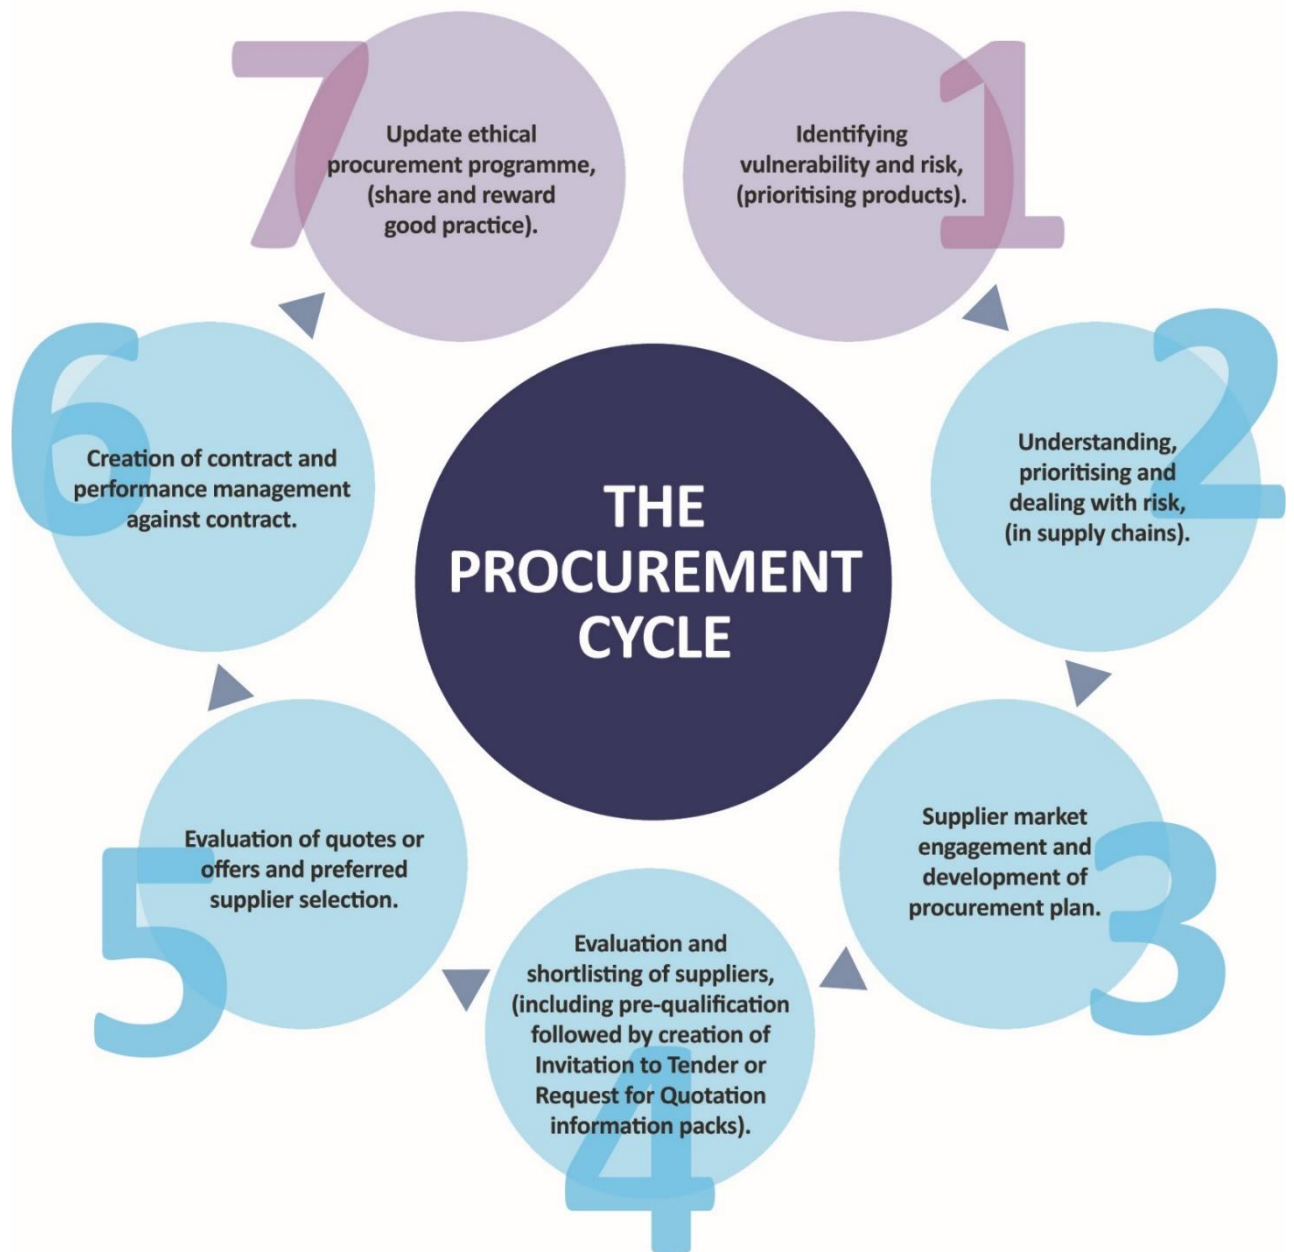 THE
PROCUREMENT
CYCLE
1
Identifying
vulnerability and risk,
(prioritising products).
2
Understanding,
prioritising and
dealing with risk,
(in supply chains).
3
Supplier market
engagement and
development of
procurement plan.
4
Evaluation and
shortlisting of suppliers,
(including pre-qualification
followed by creation of
Invitation to Tender or
Request for Quotation
information packs).
5
Evaluation of quotes or
offers and preferred
supplier selection.
6
Creation of contract and
performance management
against contract.
7
Update ethical
procurement programme,
(share and reward
good practice).